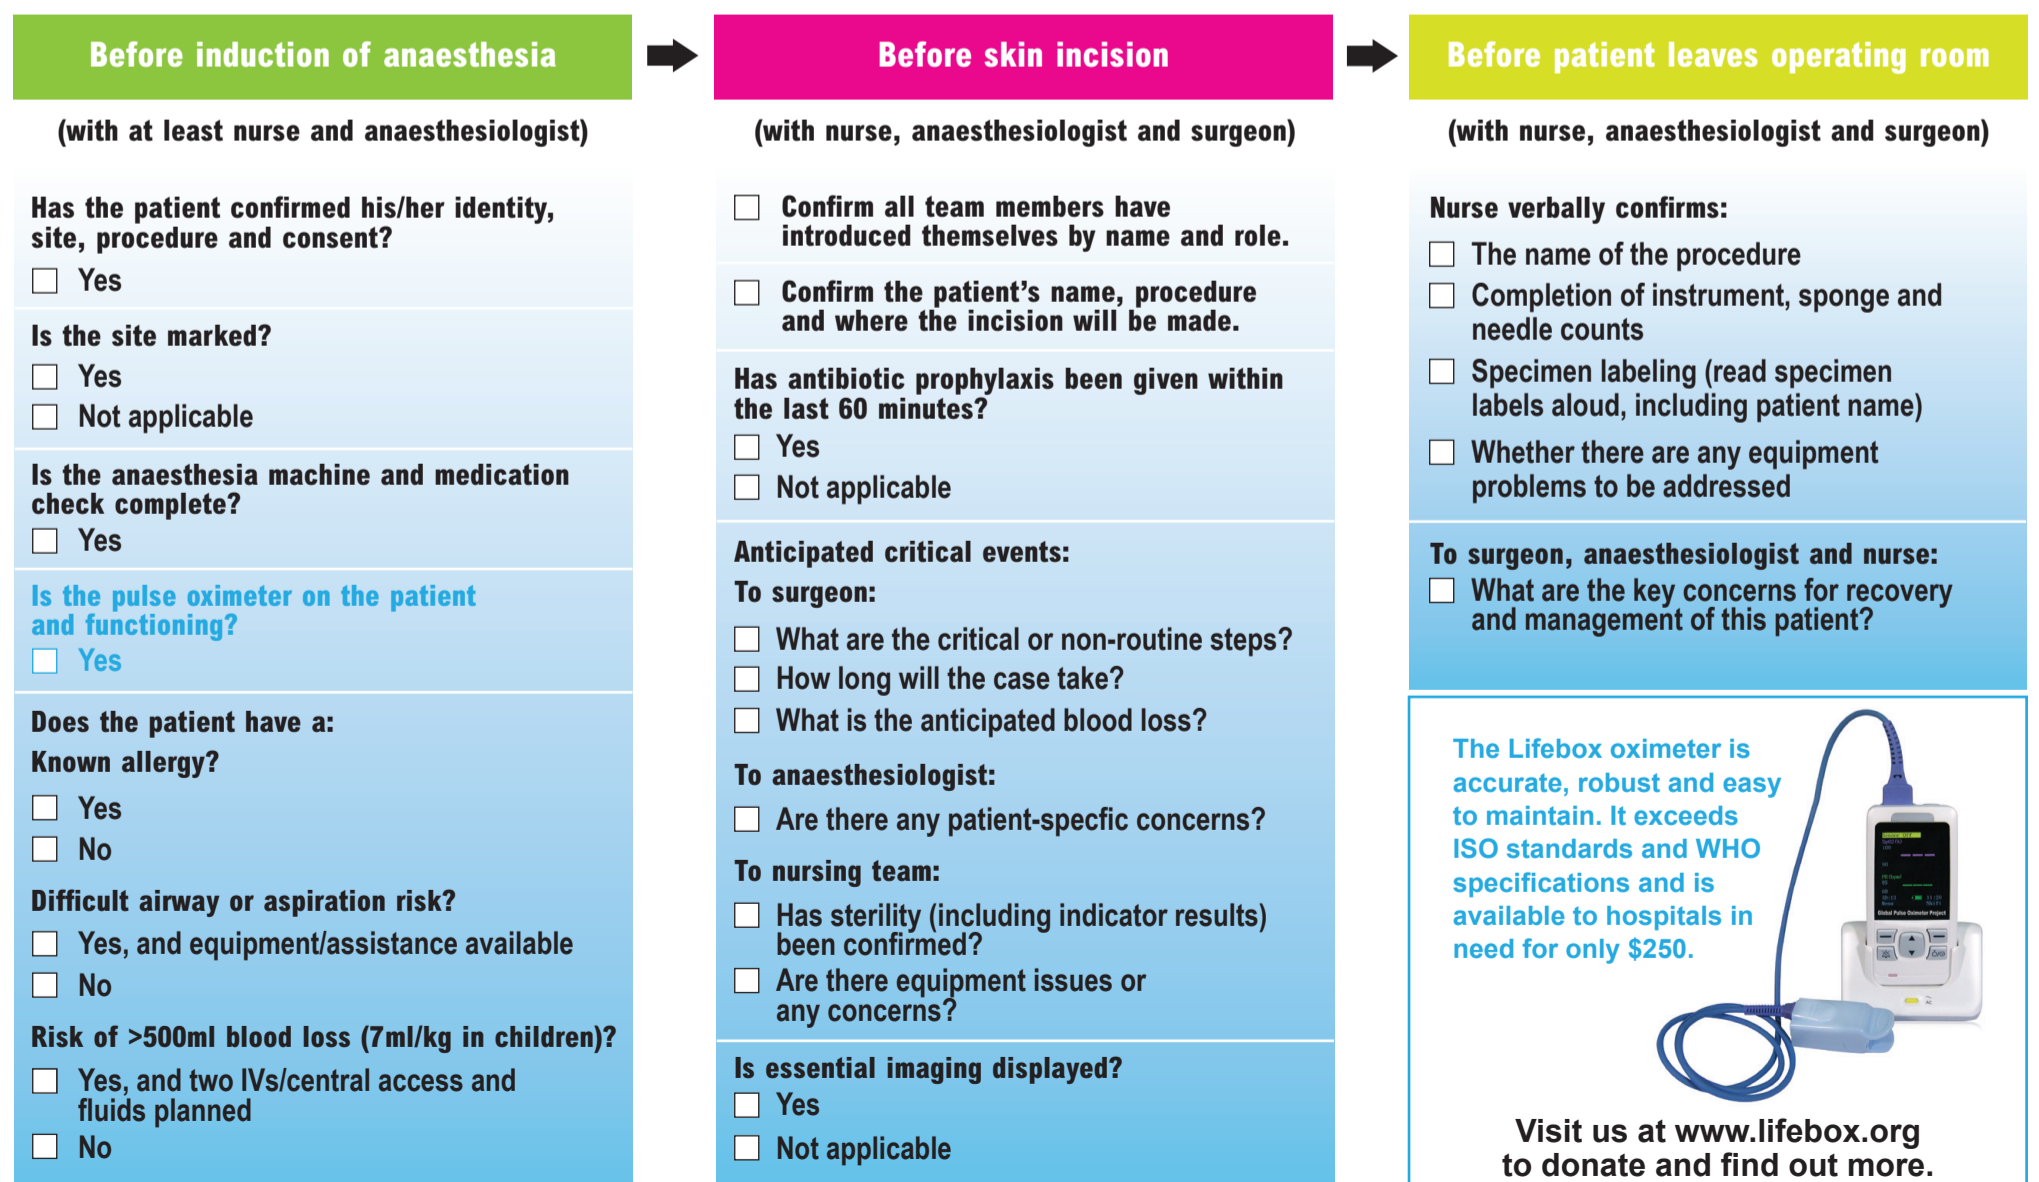 Before induction of anaesthesia
(with at least nurse and anaesthesiologist)
Has the patient confirmed his/her identity,
site, procedure and consent?
Yes
Is the site marked?
Yes
Not applicable
Is the anaesthesia machine and medication
check complete?
Yes
Is the pulse oximeter on the patient
and functioning?
Yes
Does the patient have a:
Known allergy?
Yes
No
Difficult airway or aspiration risk?
Yes, and equipment/assistance available
No
Risk of >500ml blood loss (7ml/kg in children)?
Yes, and two IVs/central access and
fluids planned
No
Before skin incision
(with nurse, anaesthesiologist and surgeon)
Confirm all team members have
introduced themselves by name and role.
Confirm the patient's name, procedure
and where the incision will be made.
Has antibiotic prophylaxis been given within
the last 60 minutes?
Yes
Not applicable
Anticipated critical events:
To surgeon:
What are the critical or non-routine steps?
How long will the case take?
What is the anticipated blood loss?
To anaesthesiologist:
Are there any patient-specfic concerns?
To nursing team:
Has sterility (including indicator results)
been confirmed?
Are there equipment issues or
any concerns?
Is essential imaging displayed?
Yes
Not applicable
Before patient leaves operating room
(with nurse, anaesthesiologist and surgeon)
Nurse verbally confirms:
The name of the procedure
Completion of instrument, sponge and
needle counts
Specimen labeling (read specimen
labels aloud, including patient name)
Whether there are any equipment
problems to be addressed
To surgeon, anaesthesiologist and nurse:
What are the key concerns for recovery
and management of this patient?
The Lifebox oximeter is
accurate, robust and easy
to maintain. It exceeds
ISO standards and WHO
specifications and is
available to hospitals in
need for only $250.
Global Pulse Oximeter Project
Visit us at www.lifebox.org
to donate and find out more.